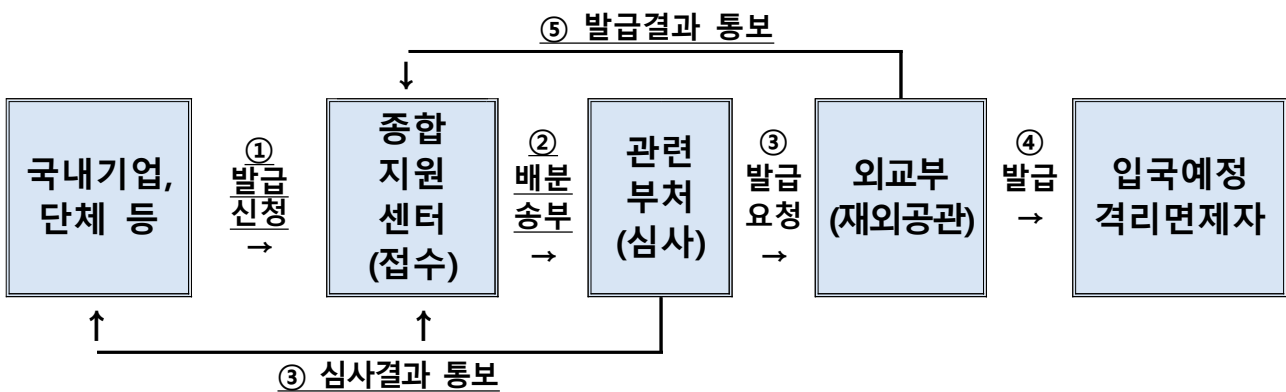 ⑤ 발급결과 통보
↓
국내기업,
단체 등
①
발급
신청
→
종합
지원
센터
(접수)
②
배분
송부
→
관련
부처
(심사)
③
발급
요청
→
외교부
(재외공관)
④
발급
→
입국예정
격리면제자
↑
↑
③ 심사결과 통보